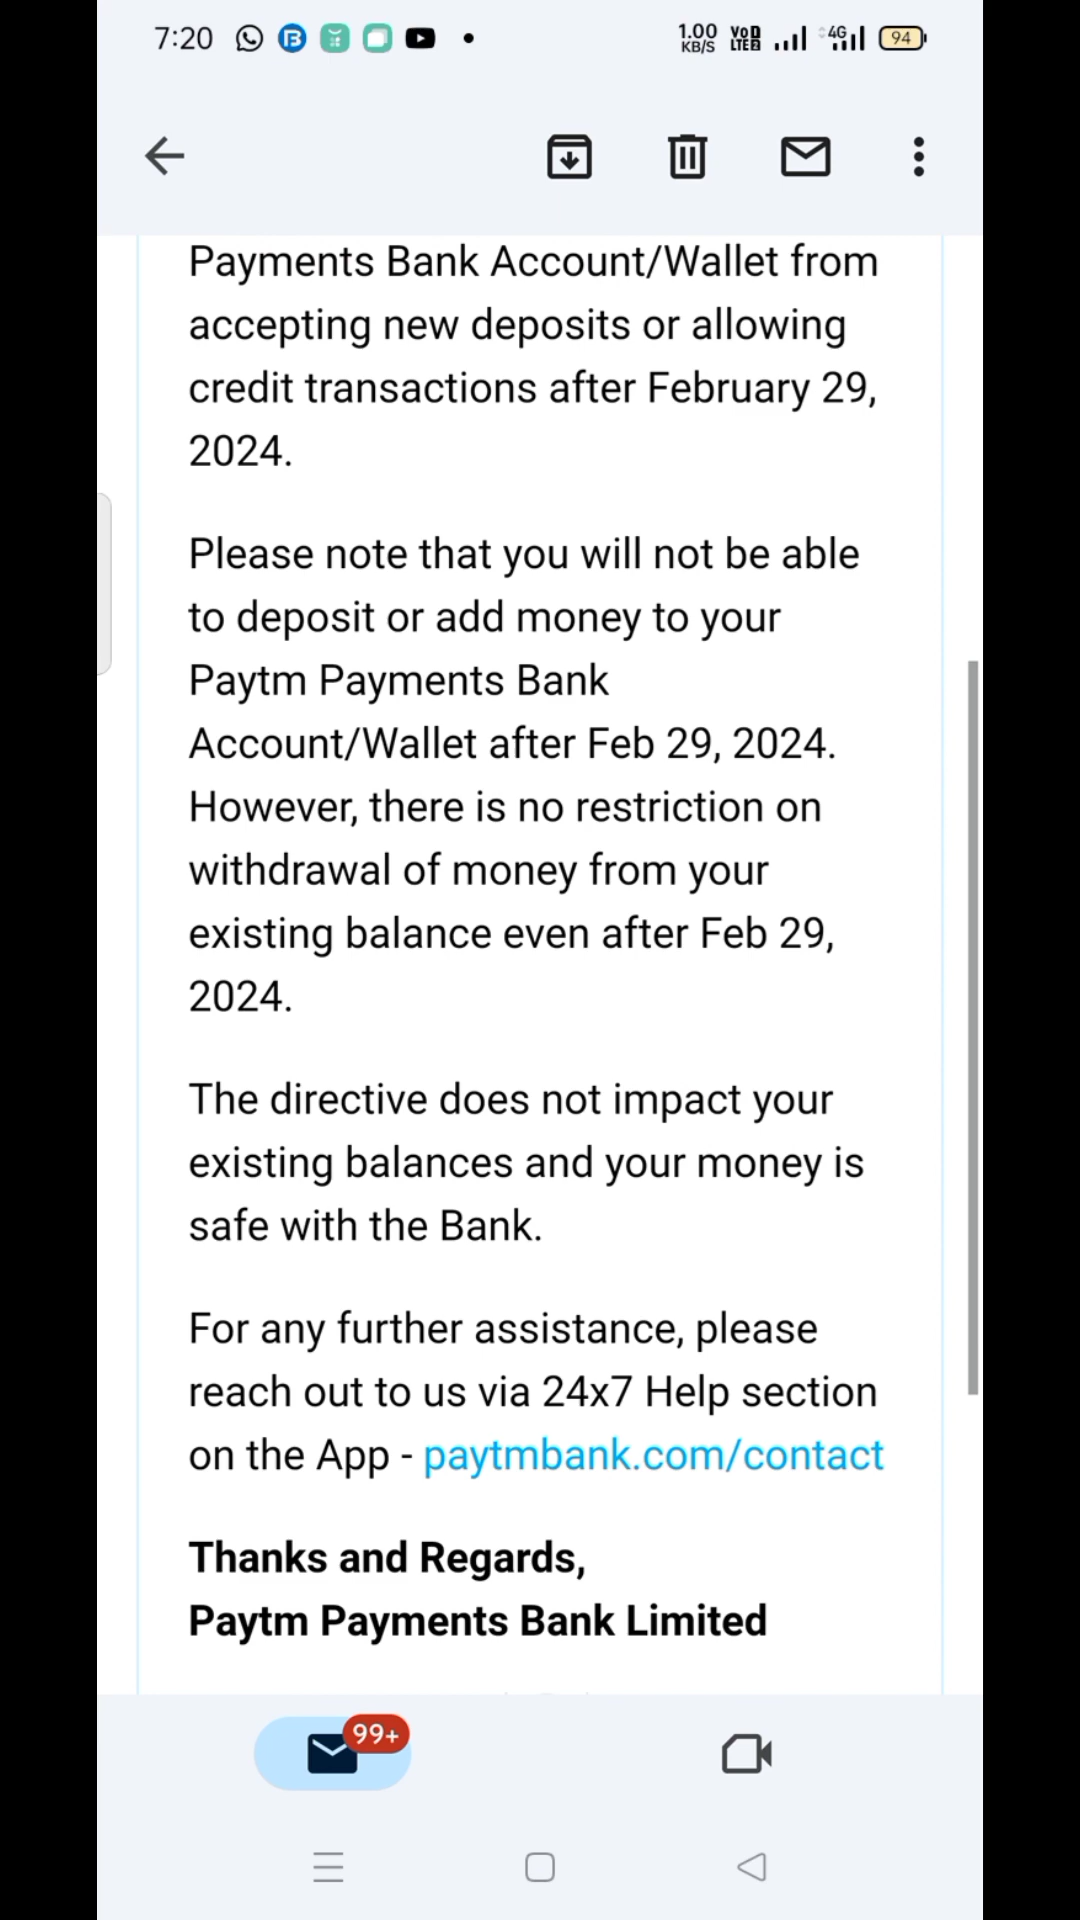 7:20
1.00 KB/S
VoD LTE2
4G
94
Payments Bank Account/Wallet from
accepting new deposits or allowing
credit transactions after February 29,
2024.
Please note that you will not be able
to deposit or add money to your
Paytm Payments Bank
Account/Wallet after Feb 29, 2024.
However, there is no restriction on
withdrawal of money from your
existing balance even after Feb 29,
2024.
The directive does not impact your
existing balances and your money is
safe with the Bank.
For any further assistance, please
reach out to us via 24x7 Help section
on the App - paytmbank.com/contact
Thanks and Regards,
Paytm Payments Bank Limited
99+